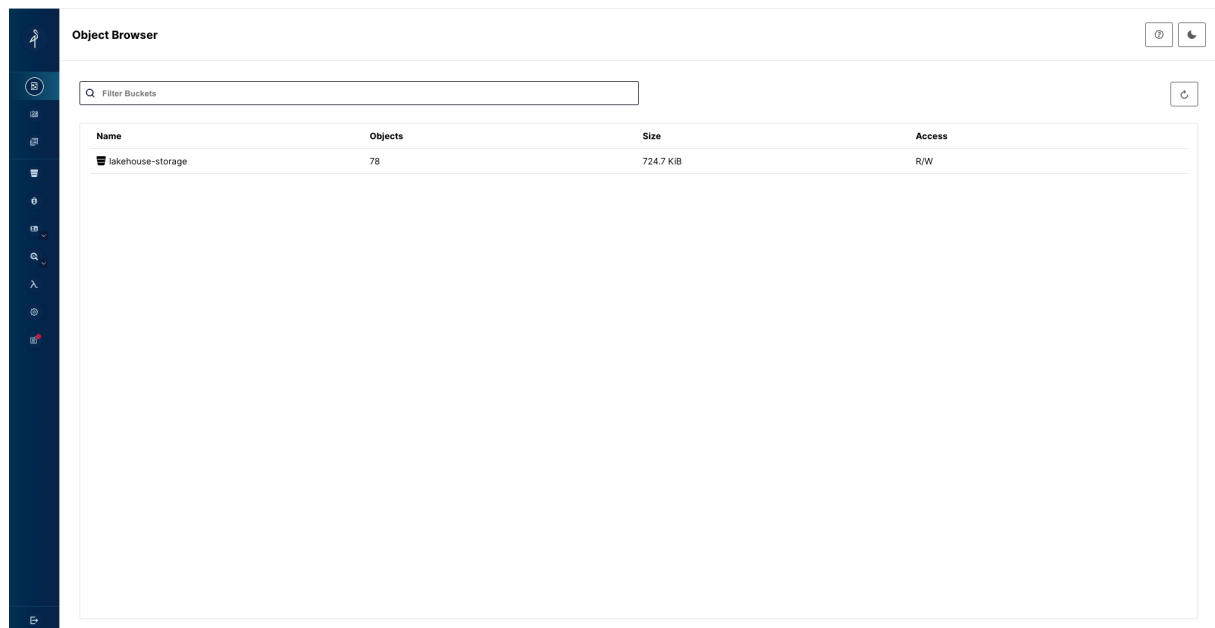 Object Browser
Filter Buckets
Name Objects Size Access
lakehouse-storage 78 724.7 KiB R/W